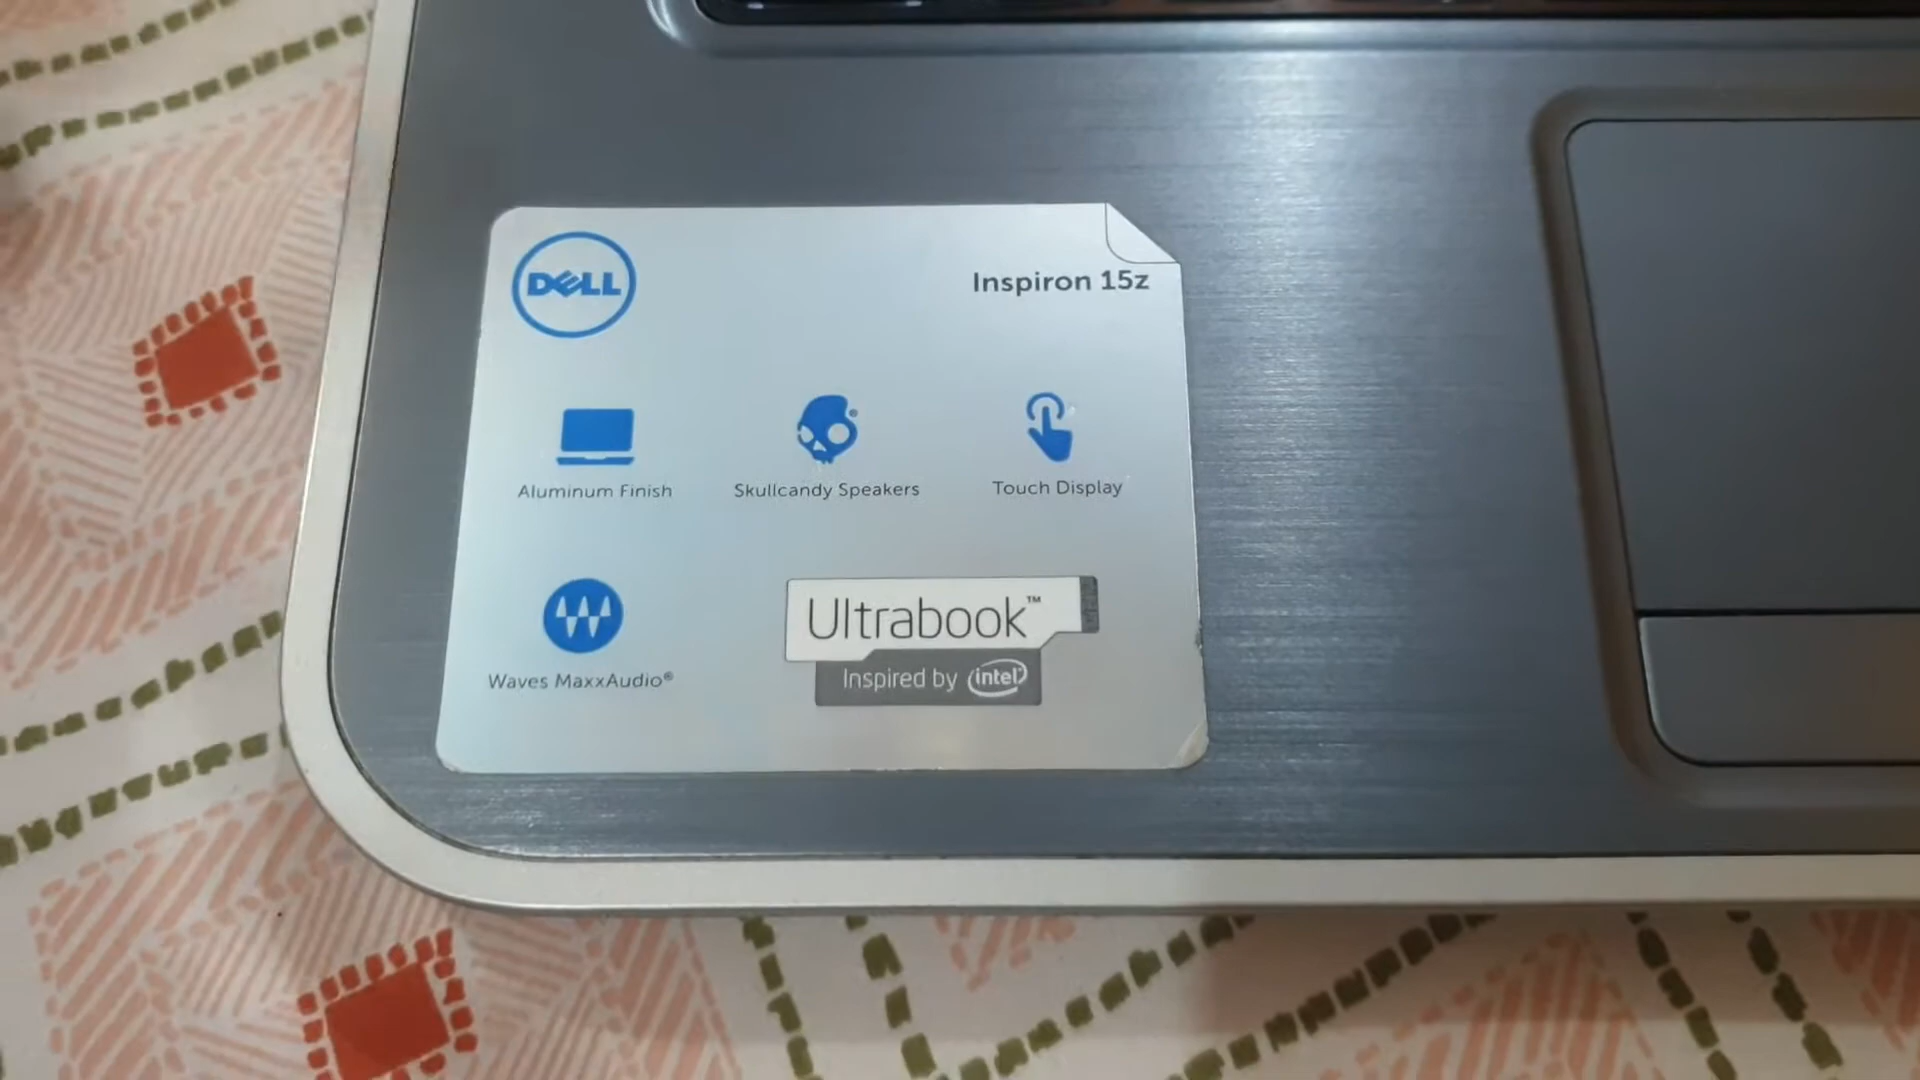 DELL
Inspiron 15z
Aluminum Finish
Skullcandy Speakers
Touch Display
Waves MaxxAudio®
Ultrabook™
Inspired by intel